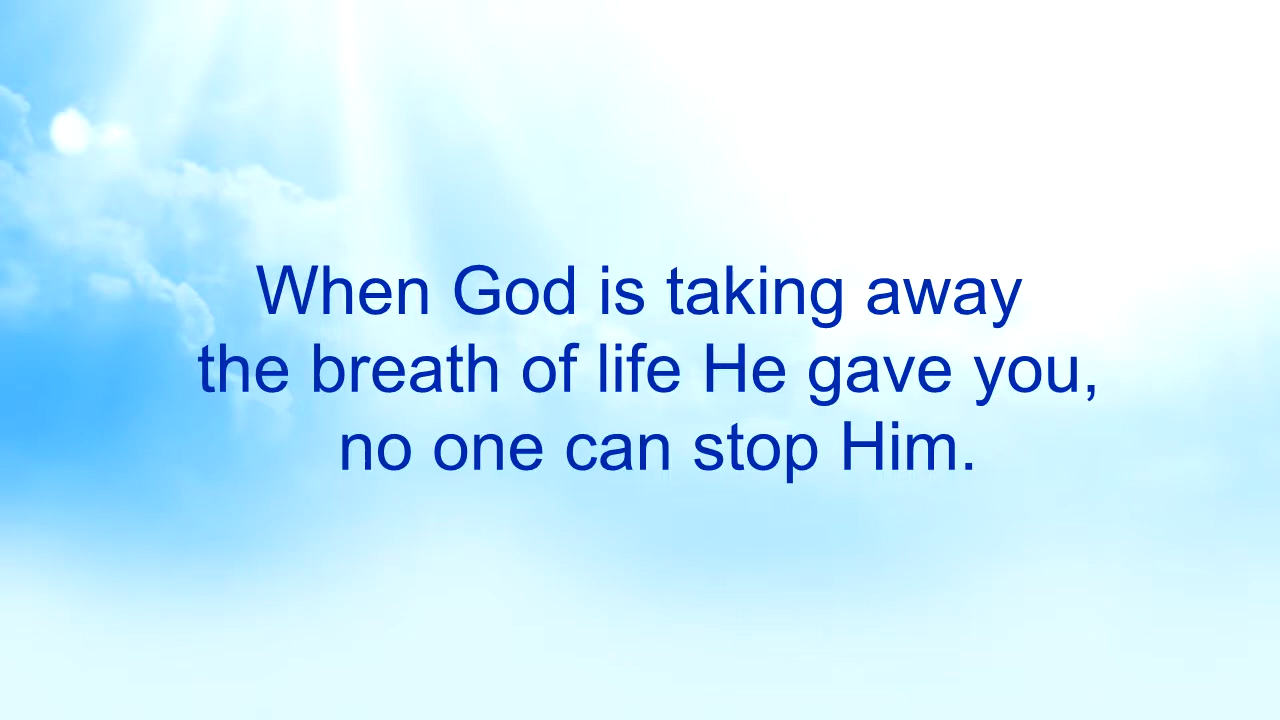 When God is taking away
the breath of life He gave you,
no one can stop Him.